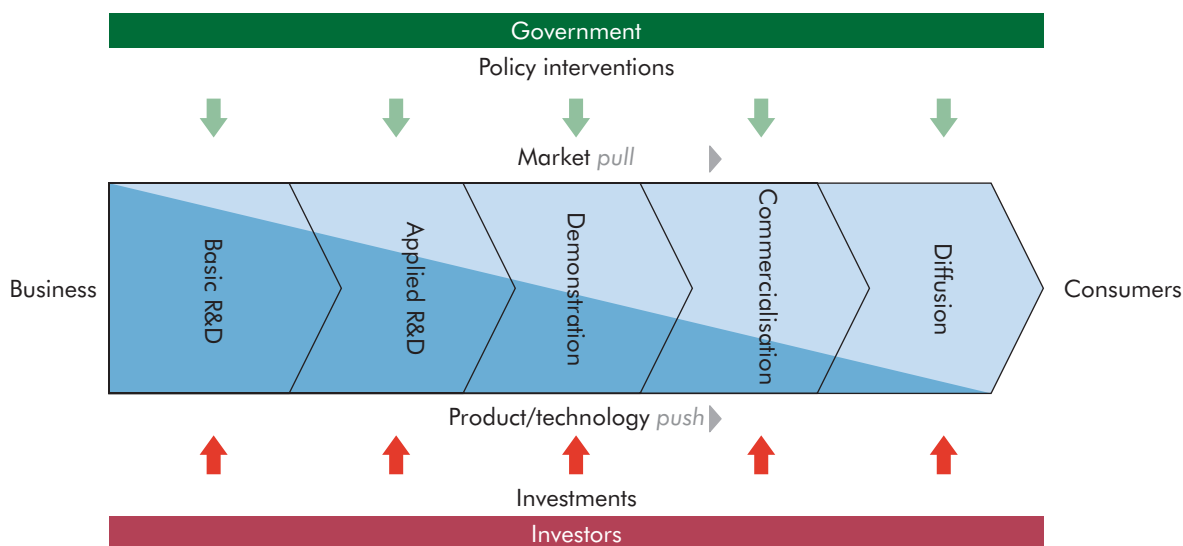 Government
Policy interventions
Market pull
Business
Basic R&D
Applied R&D
Demonstration
Commercialisation
Diffusion
Consumers
Product/technology push
Investments
Investors